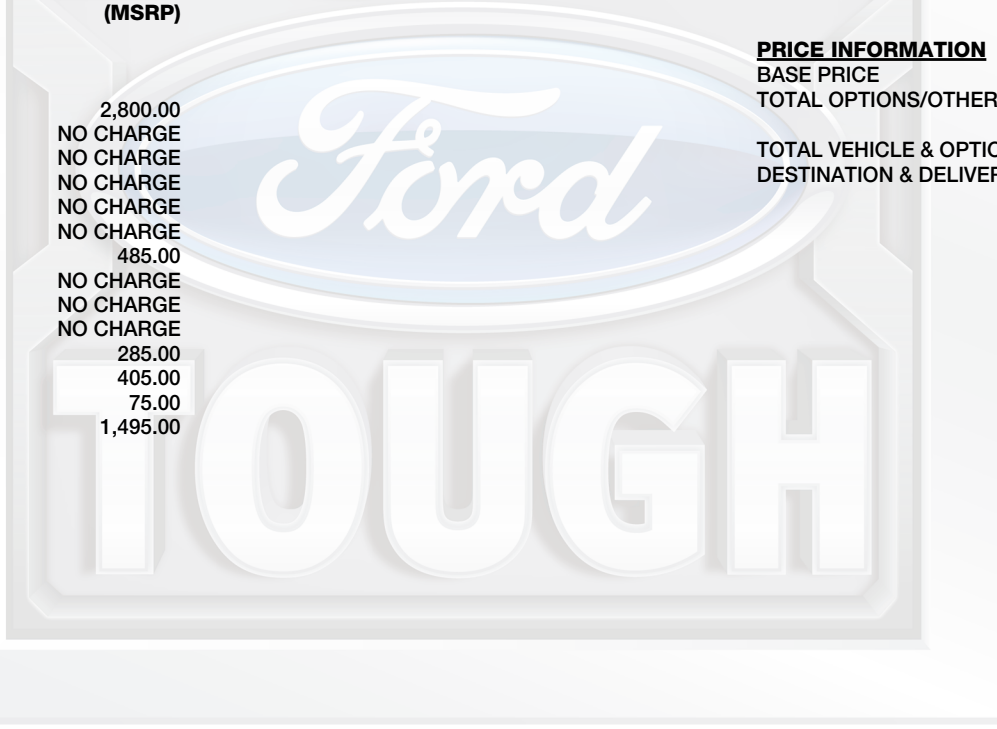 (MSRP)
2,800.00
NO CHARGE
NO CHARGE
NO CHARGE
NO CHARGE
NO CHARGE
485.00
NO CHARGE
NO CHARGE
NO CHARGE
285.00
405.00
75.00
1,495.00
PRICE INFORMATION
BASE PRICE
TOTAL OPTIONS/OTHER
TOTAL VEHICLE & OPTIO
DESTINATION & DELIVER
Ford
TOUGH